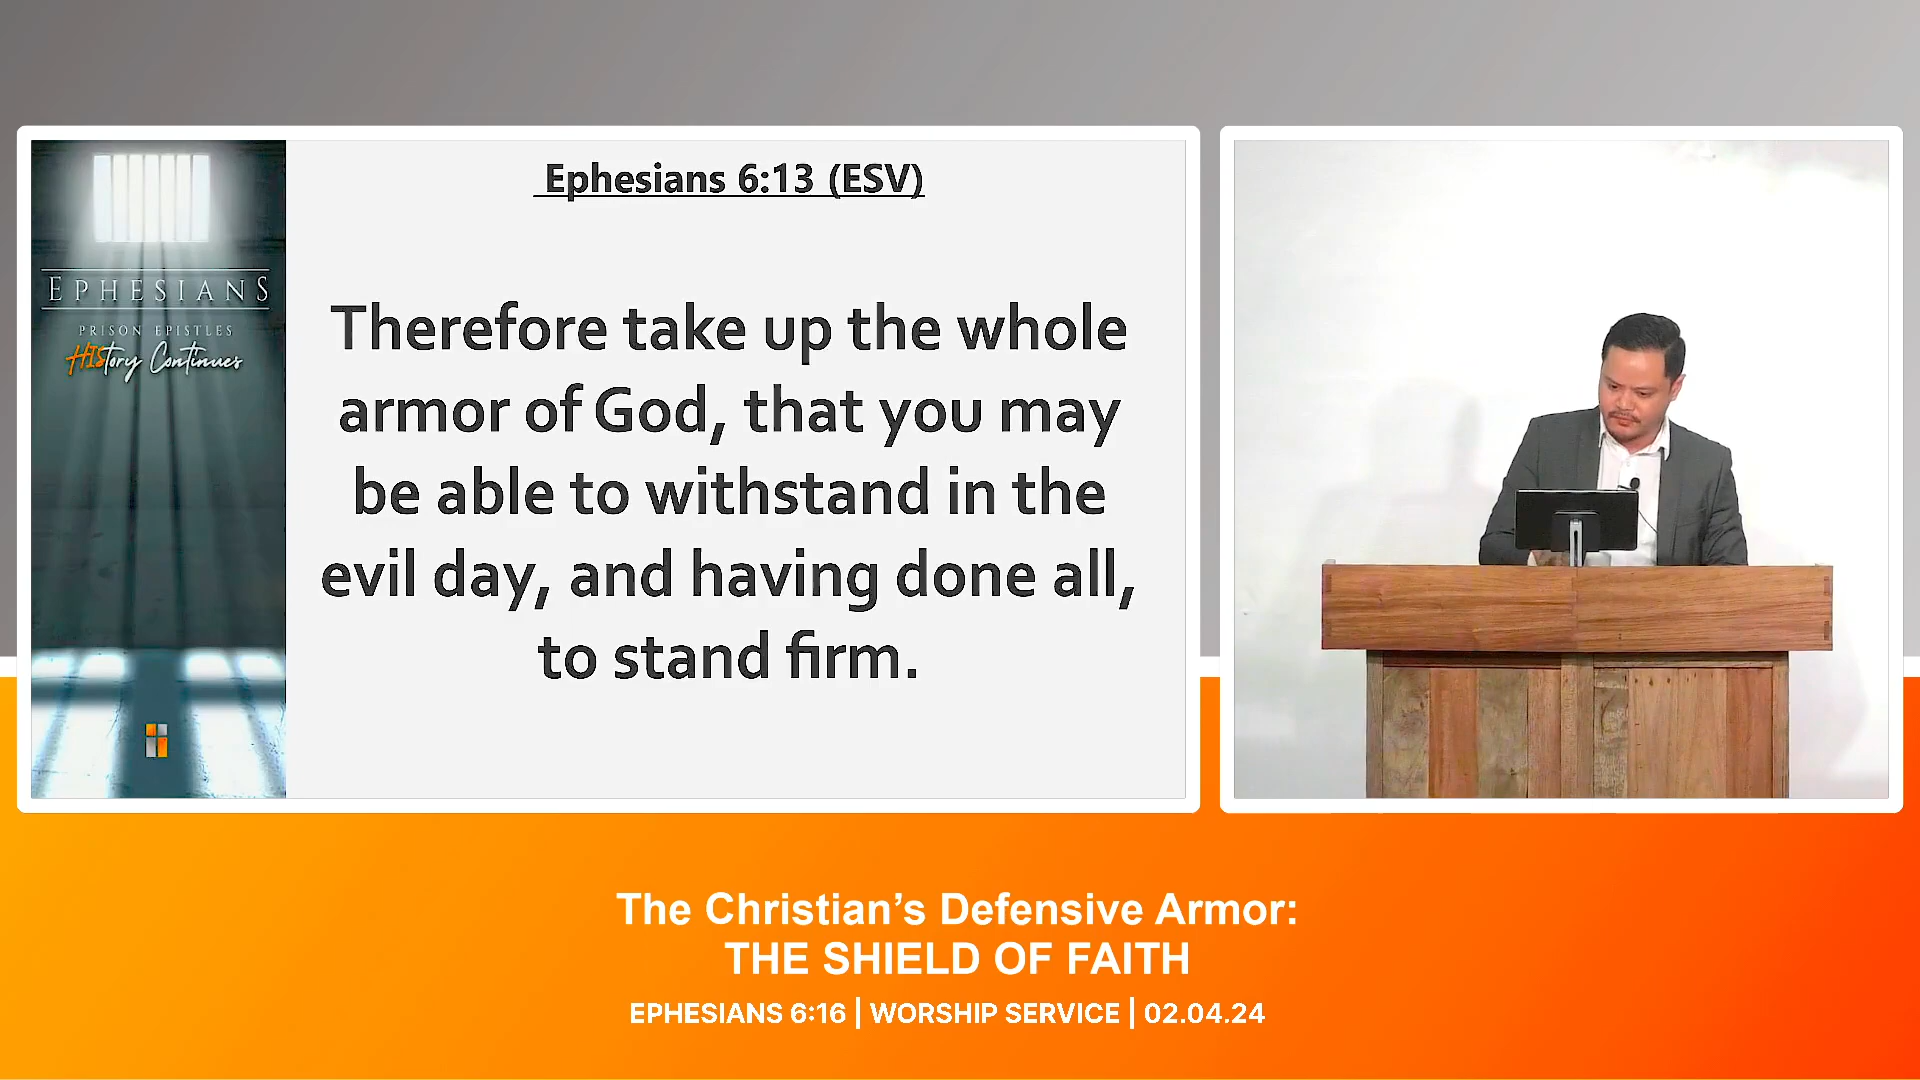 EPHESIANS
PRISON EPISTLES
HIStory Continues
Ephesians 6:13 (ESV)
Therefore take up the whole
armor of God, that you may
be able to withstand in the
evil day, and having done all,
to stand firm.
The Christian’s Defensive Armor:
THE SHIELD OF FAITH
EPHESIANS 6:16 | WORSHIP SERVICE | 02.04.24